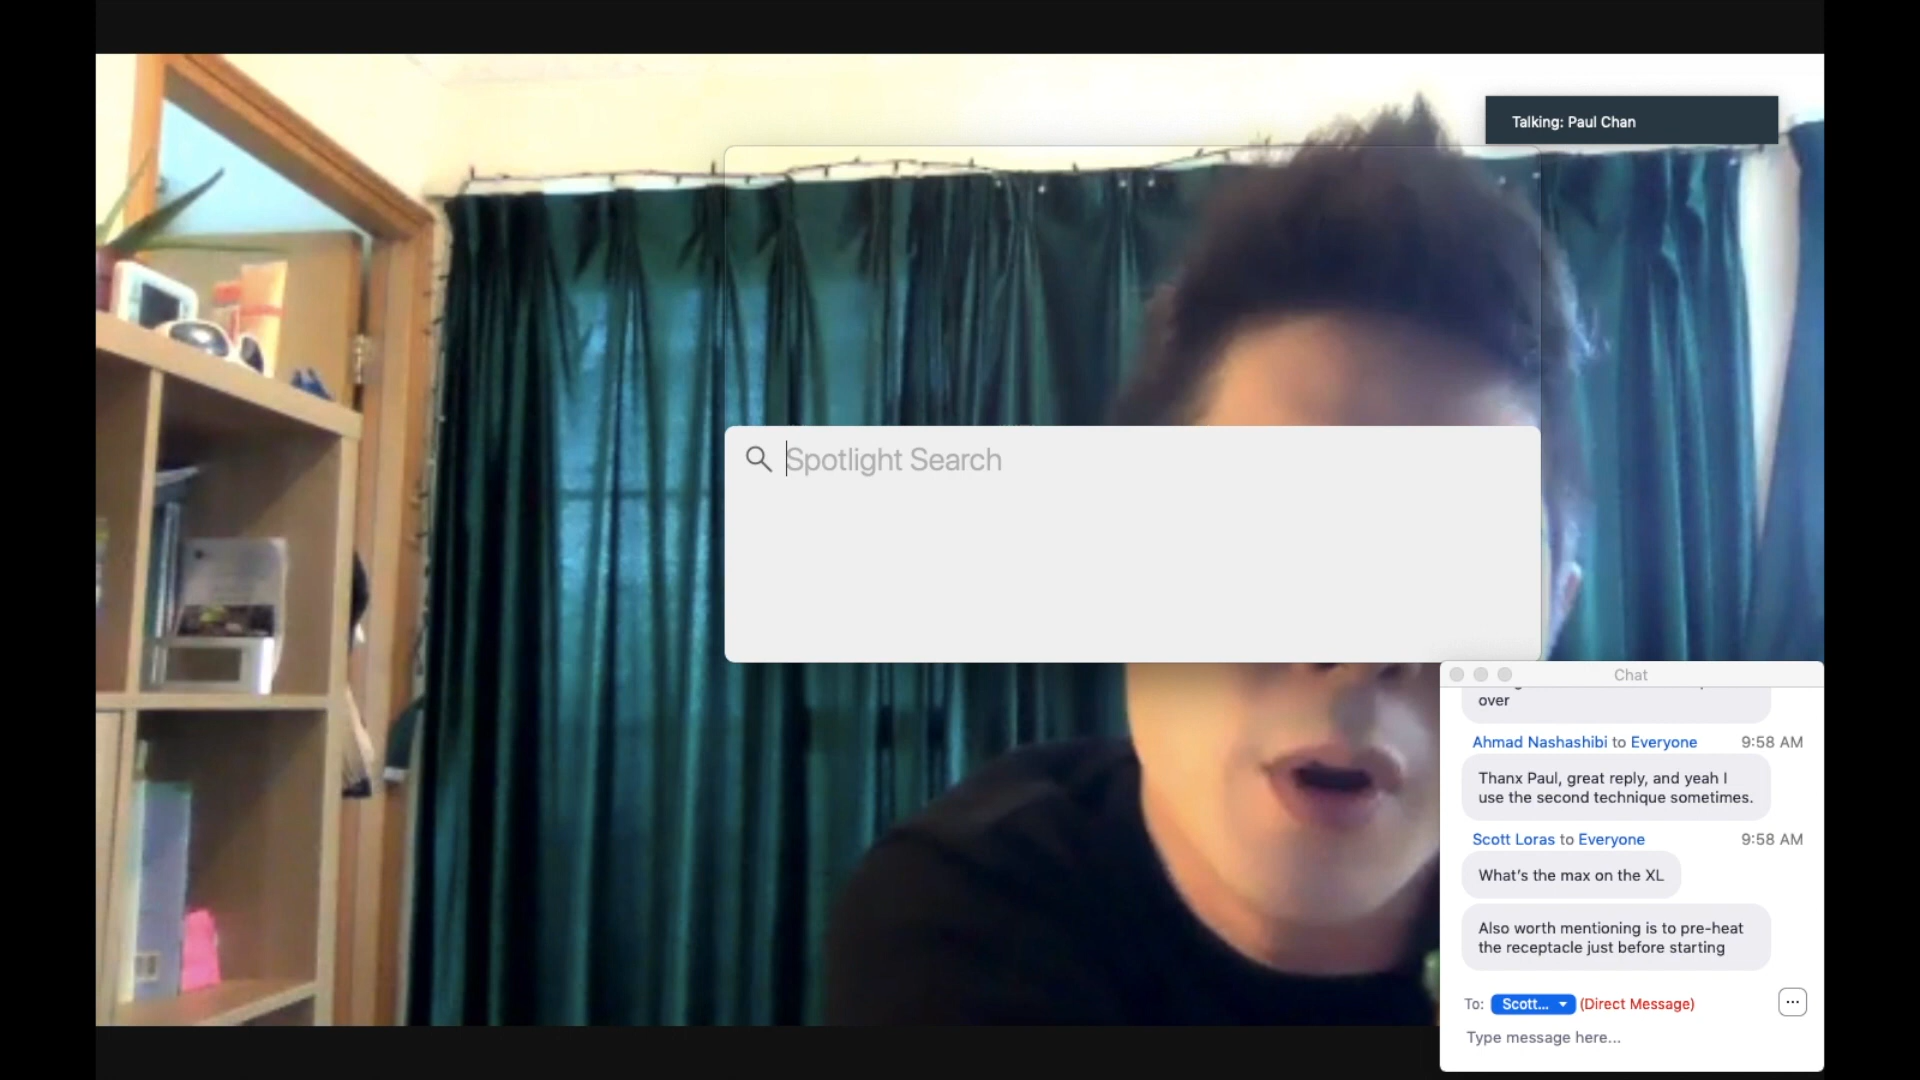 Talking: Paul Chan
Spotlight Search
Chat
over
Ahmad Nashashibi to Everyone 9:58 AM
Thanx Paul, great reply, and yeah I
use the second technique sometimes.
Scott Loras to Everyone 9:58 AM
What's the max on the XL
Also worth mentioning is to pre-heat
the receptacle just before starting
To: Scott... (Direct Message)
Type message here...